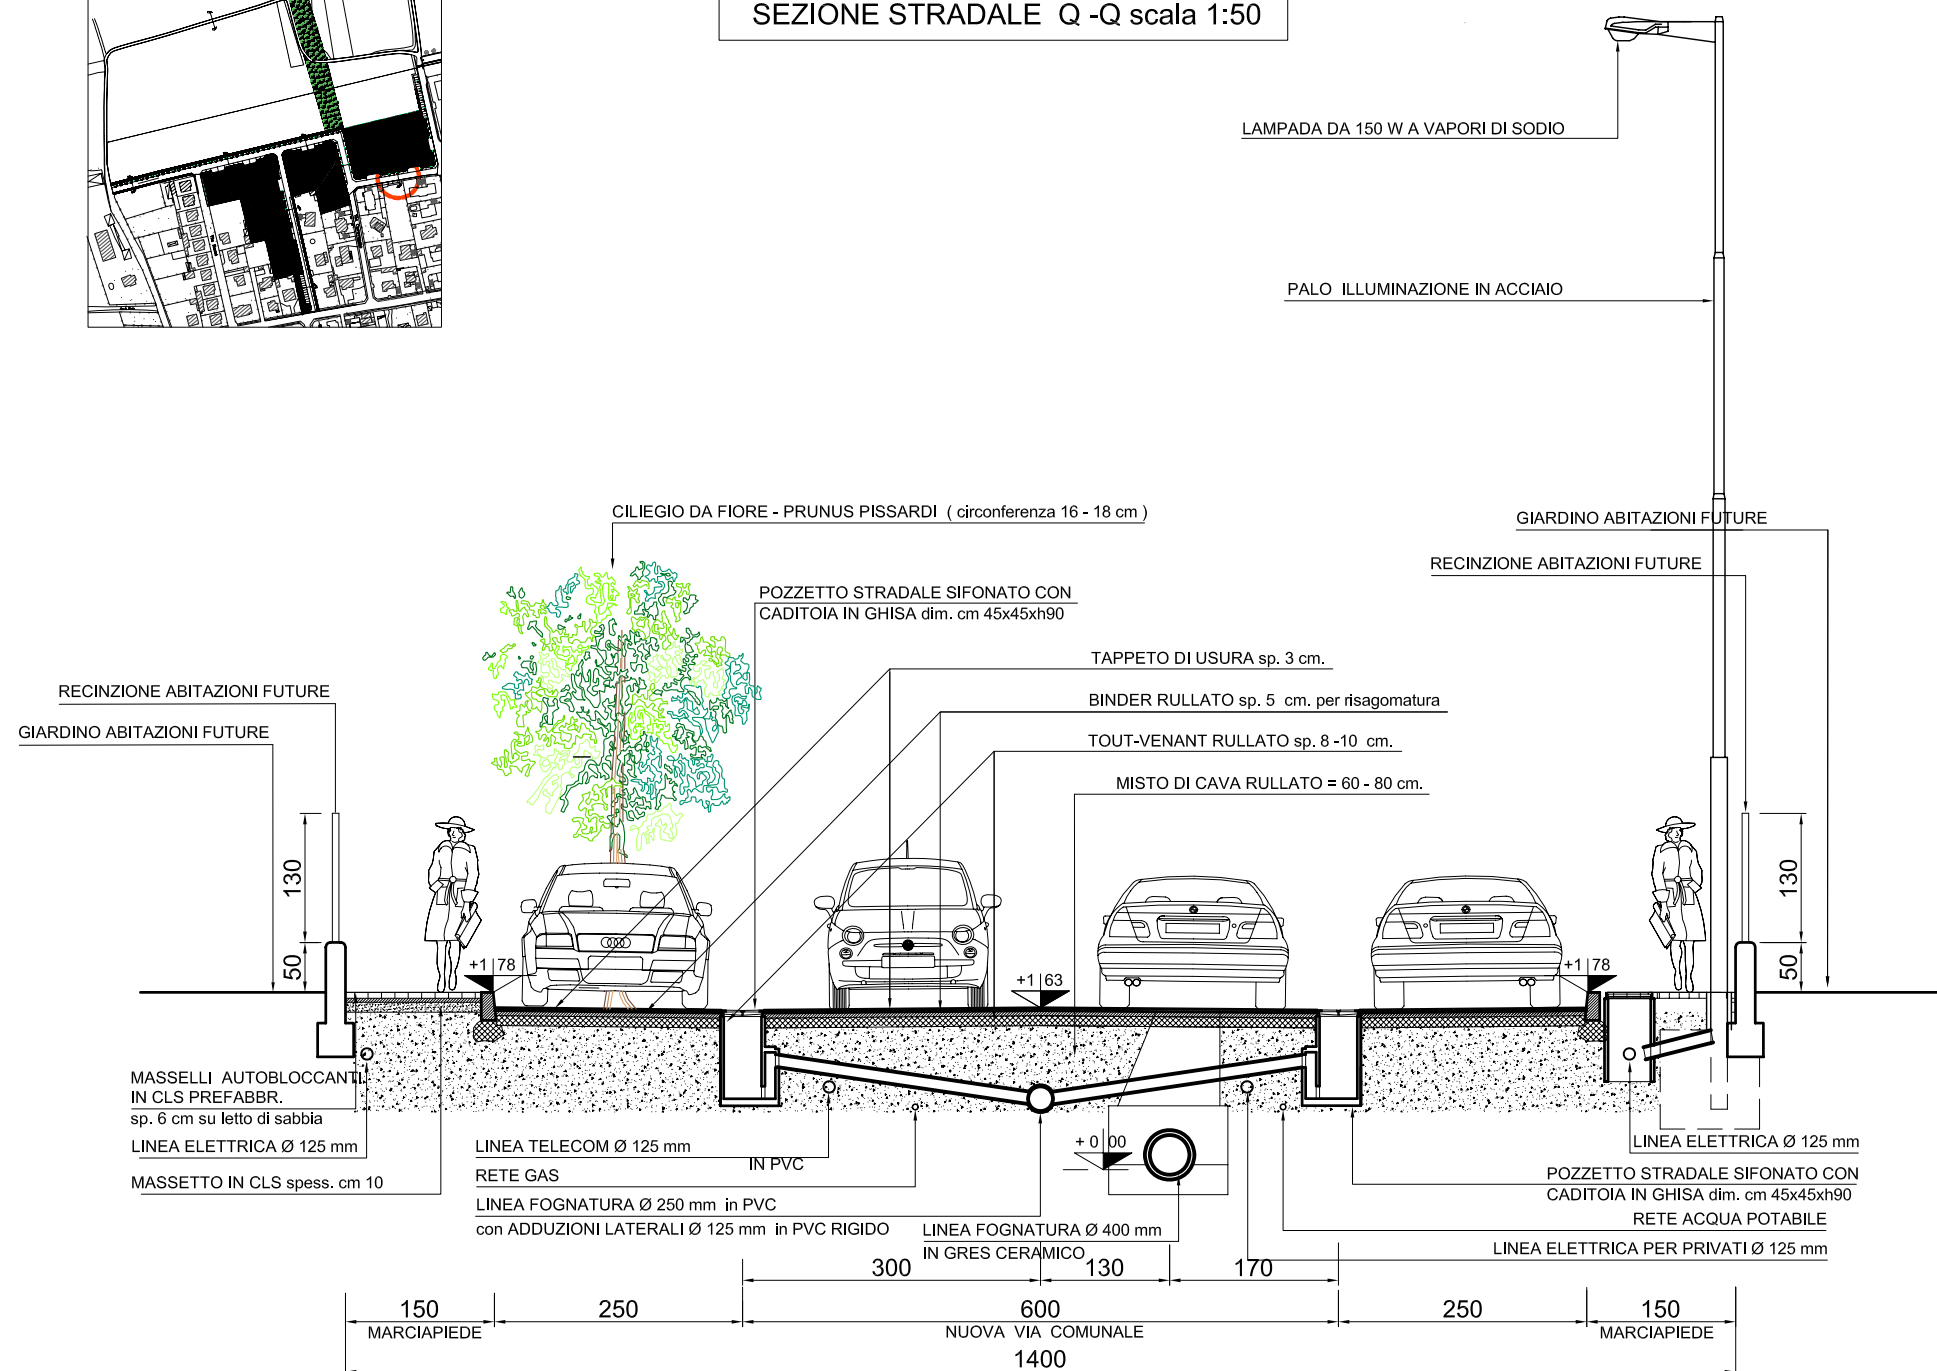 SEZIONE STRADALE Q -Q scala 1:50
LAMPADA DA 150 W A VAPORI DI SODIO
PALO ILLUMINAZIONE IN ACCIAIO
CILIEGIO DA FIORE - PRUNUS PISSARDI ( circonferenza 16 - 18 cm )
GIARDINO ABITAZIONI FUTURE
RECINZIONE ABITAZIONI FUTURE
POZZETTO STRADALE SIFONATO CON
CADITOIA IN GHISA dim. cm 45x45xh90
TAPPETO DI USURA sp. 3 cm.
RECINZIONE ABITAZIONI FUTURE
BINDER RULLATO sp. 5 cm. per risagomatura
GIARDINO ABITAZIONI FUTURE
TOUT-VENANT RULLATO sp. 8 -10 cm.
MISTO DI CAVA RULLATO = 60 - 80 cm.
130
130
50
+1 78
+1 63
+1 78
50
MASSELLI AUTOBLOCCANTI
IN CLS PREFABBR.
sp. 6 cm su letto di sabbia
LINEA ELETTRICA Ø 125 mm
MASSETTO IN CLS spess. cm 10
LINEA TELECOM Ø 125 mm
IN PVC
RETE GAS
LINEA FOGNATURA Ø 250 mm in PVC
con ADDUZIONI LATERALI Ø 125 mm in PVC RIGIDO
+ 0 00
LINEA FOGNATURA Ø 400 mm
IN GRES CERAMICO
LINEA ELETTRICA Ø 125 mm
POZZETTO STRADALE SIFONATO CON
CADITOIA IN GHISA dim. cm 45x45xh90
RETE ACQUA POTABILE
LINEA ELETTRICA PER PRIVATI Ø 125 mm
300 130 170
150 250 600 250 150
MARCIAPIEDE NUOVA VIA COMUNALE MARCIAPIEDE
1400